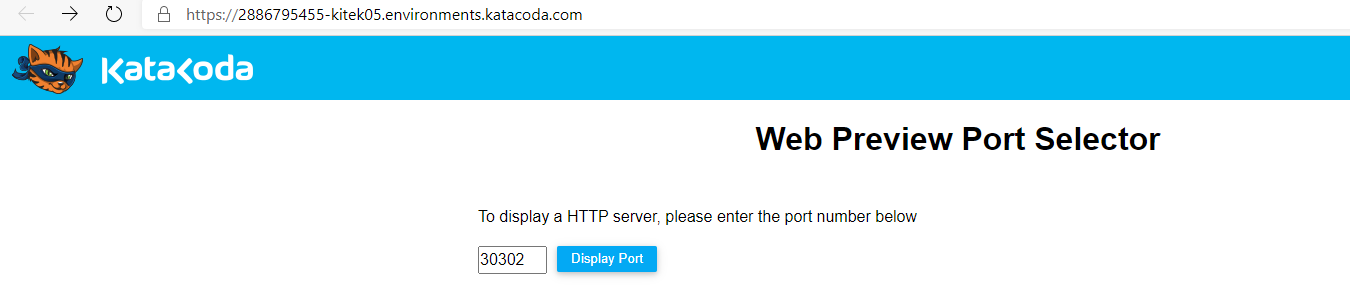 https://2886795455-kitek05.environments.katacoda.com
KataKoda
Web Preview Port Selector
To display a HTTP server, please enter the port number below
30302 Display Port